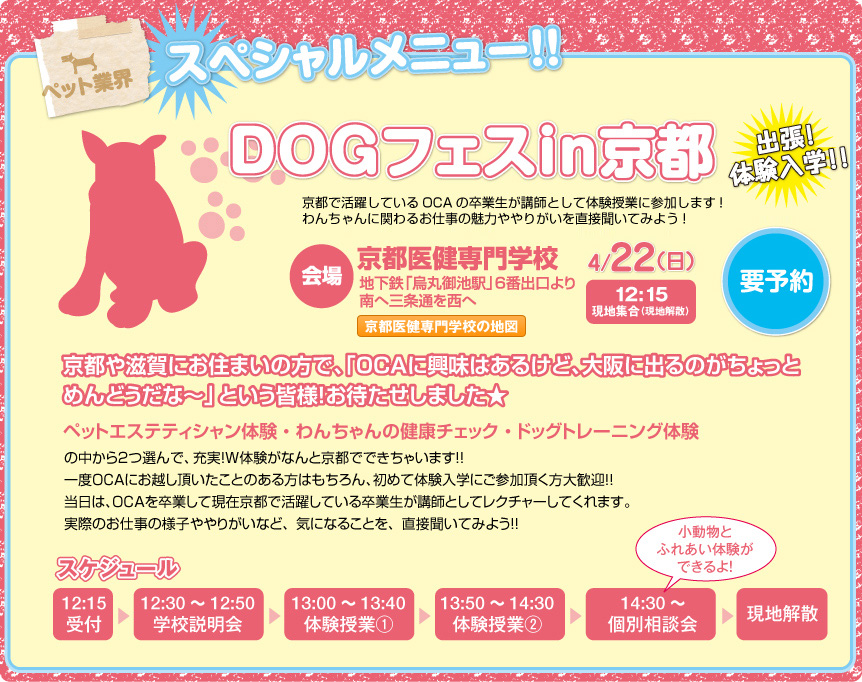 ペット業界
スペシャルメニュー!!
DOGフェスin京都
出張!
体験入学!!
京都で活躍している OCA の卒業生が講師として体験授業に参加します!
わんちゃんに関わるお仕事の魅力ややりがいを直接聞いてみよう!
会場
京都医健専門学校
地下鉄「烏丸御池駅」6番出口より
南へ三条通を西へ
京都医健専門学校の地図
4/22(日)
12:15
現地集合(現地解散)
要予約
京都や滋賀にお住まいの方で、「OCAに興味はあるけど、大阪に出るのがちょっと
めんどうだな〜」という皆様!お待たせしました★
ペットエステティシャン体験・わんちゃんの健康チェック・ドッグトレーニング体験
の中から2つ選んで、充実!W体験がなんと京都でできちゃいます!!
一度OCAにお越し頂いたことのある方はもちろん、初めて体験入学にご参加頂く方大歓迎!!
当日は、OCAを卒業して現在京都で活躍している卒業生が講師としてレクチャーしてくれます。
実際のお仕事の様子ややりがいなど、気になることを、直接聞いてみよう!!
小動物と
ふれあい体験が
できるよ!
スケジュール
12:15
受付
12:30 〜 12:50
学校説明会
13:00 〜 13:40
体験授業①
13:50 〜 14:30
体験授業②
14:30 〜
個別相談会
現地解散